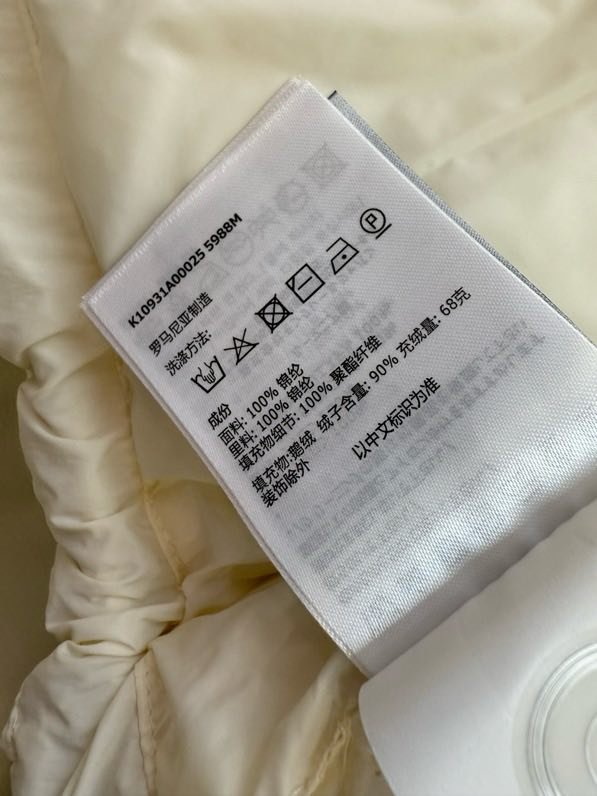 K10931A00025 5988M
罗马尼亚制造
洗涤方法:
成份
面料: 100% 锦纶
里料: 100% 锦纶
填充物细节: 100% 聚酯纤维
填充物:鹅绒 绒子含量: 90% 充绒量: 68克
装饰除外
以中文标识为准